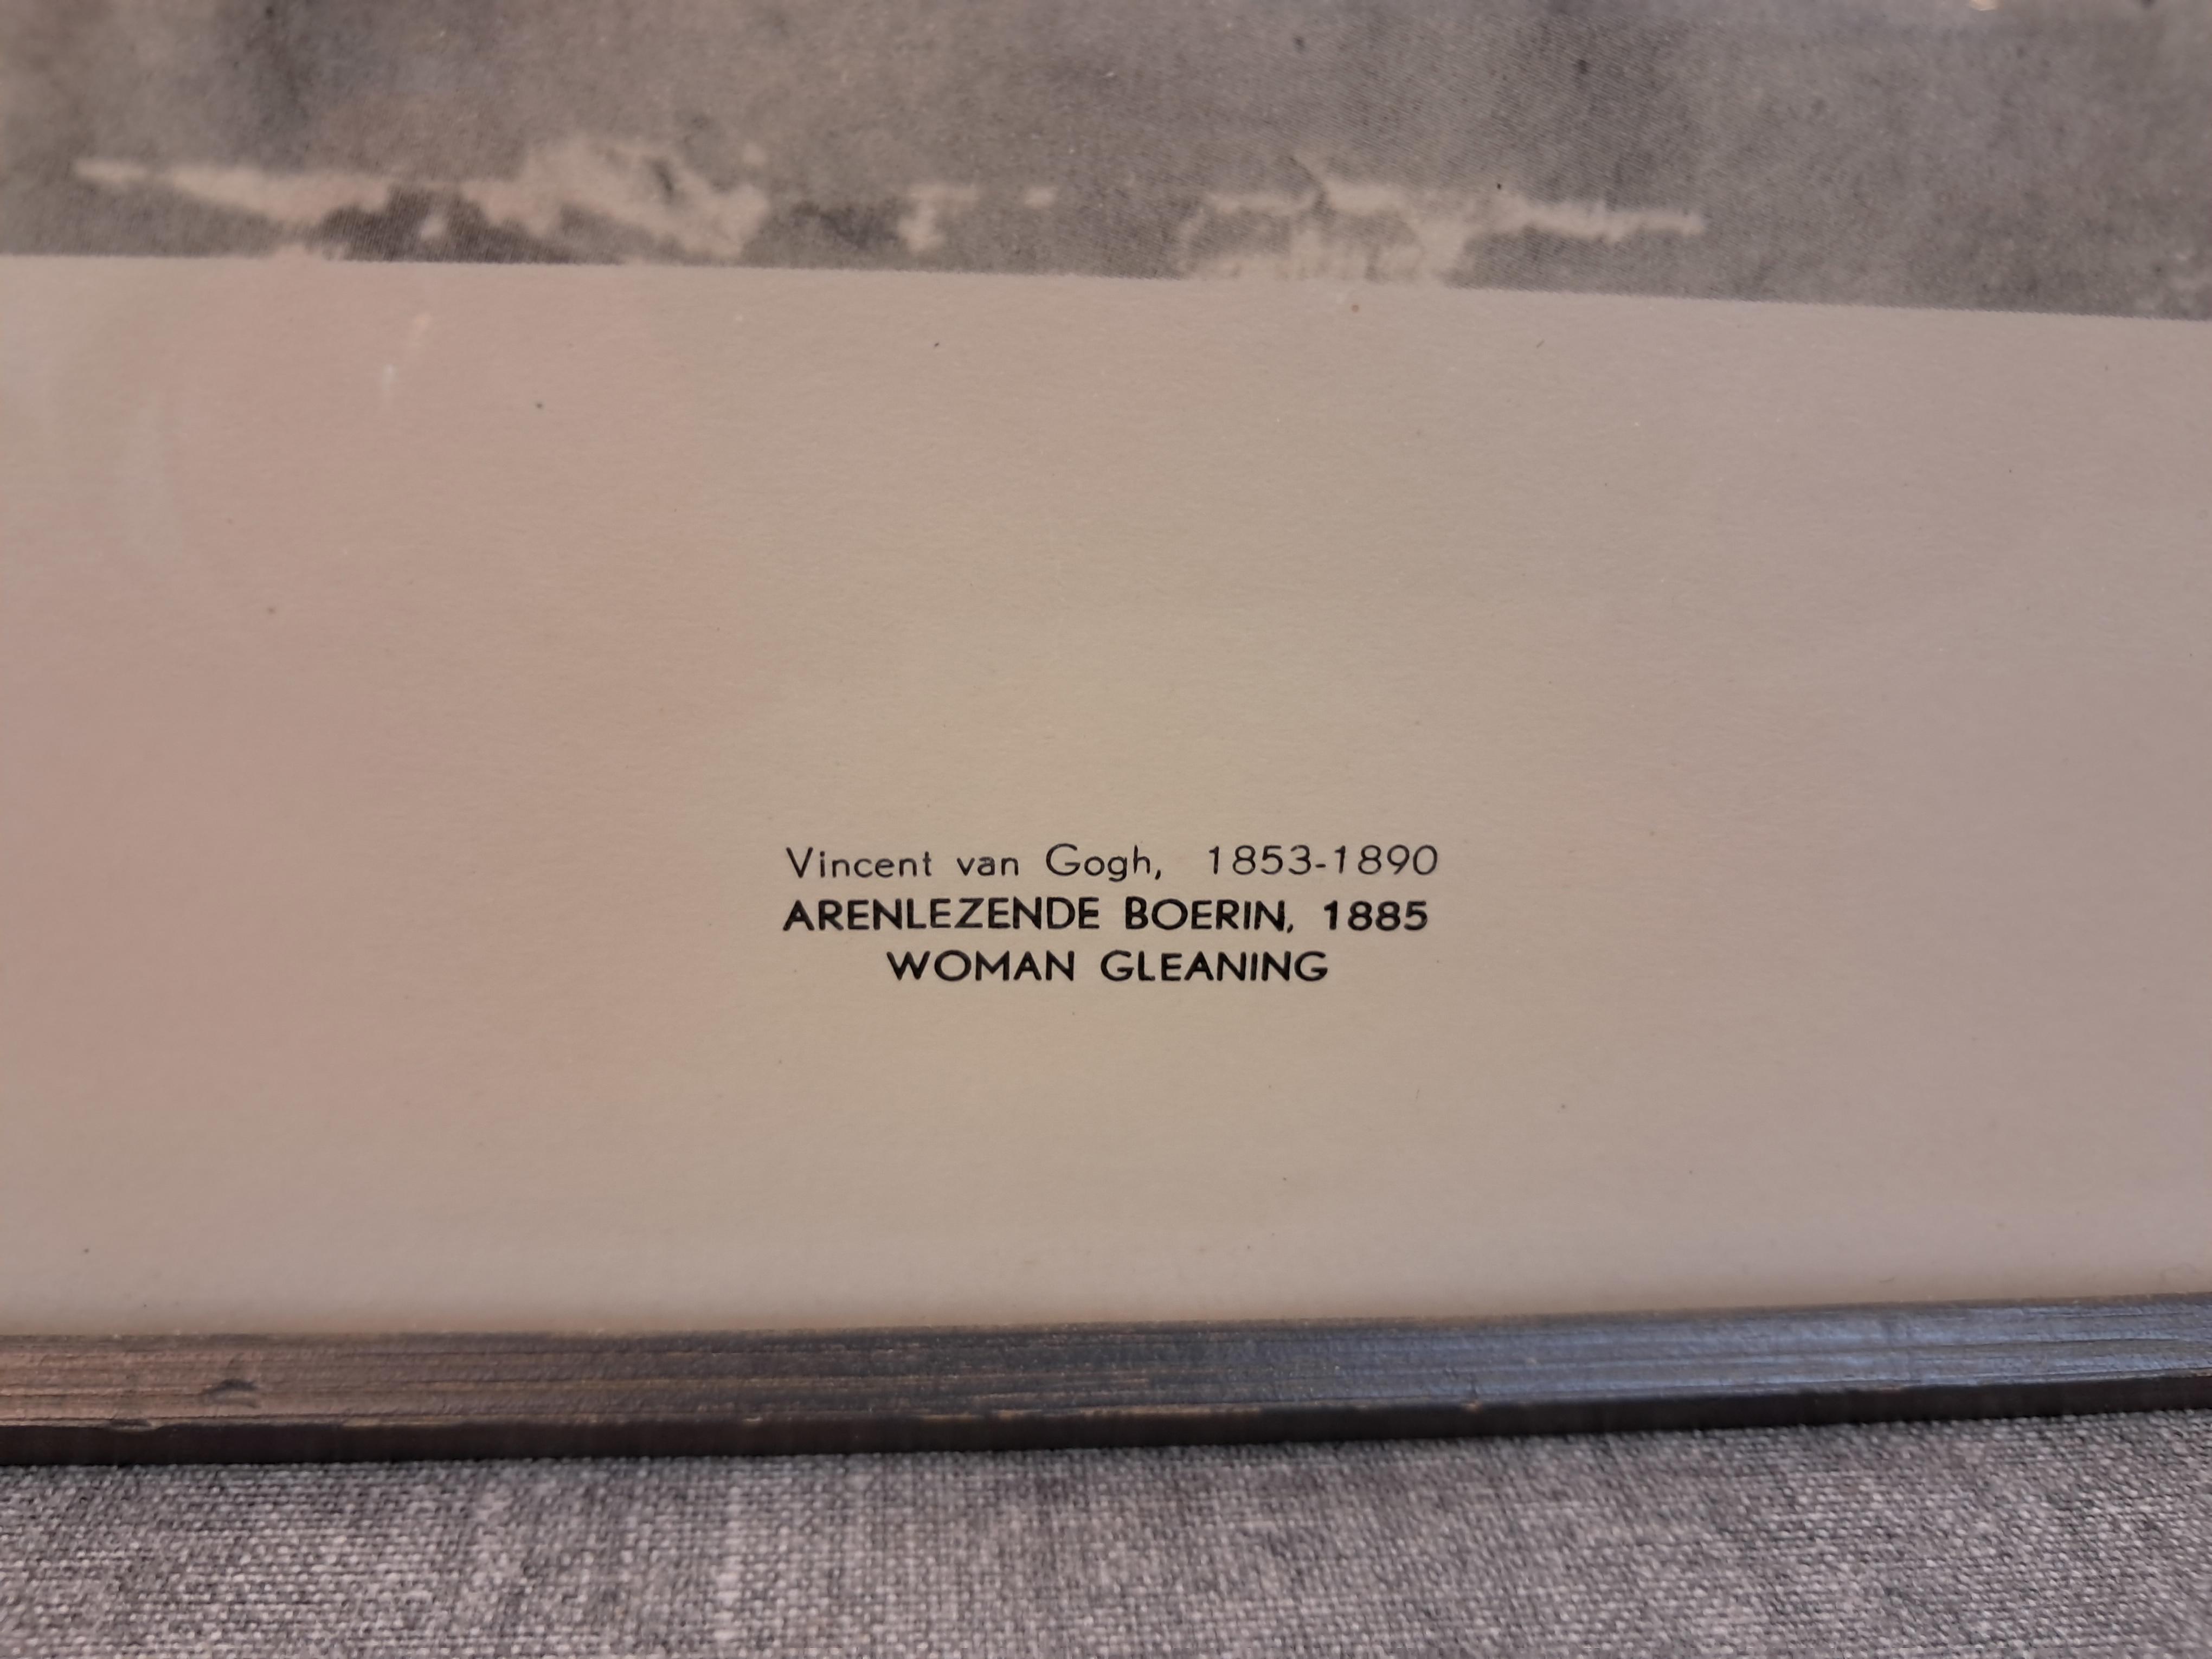 Vincent van Gogh, 1853-1890
ARENLEZENDE BOERIN, 1885
WOMAN GLEANING